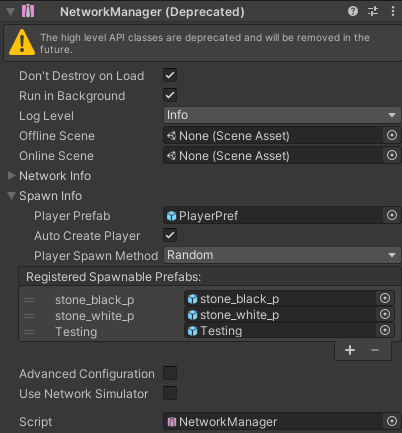 NetworkManager (Deprecated)
The high level API classes are deprecated and will be removed in the
future.
Don't Destroy on Load
Run in Background
Log Level Info
Offline Scene None (Scene Asset)
Online Scene None (Scene Asset)
Network Info
Spawn Info
Player Prefab PlayerPref
Auto Create Player
Player Spawn Method Random
Registered Spawnable Prefabs:
stone_black_p stone_black_p
stone_white_p stone_white_p
Testing Testing
Advanced Configuration
Use Network Simulator
Script NetworkManager